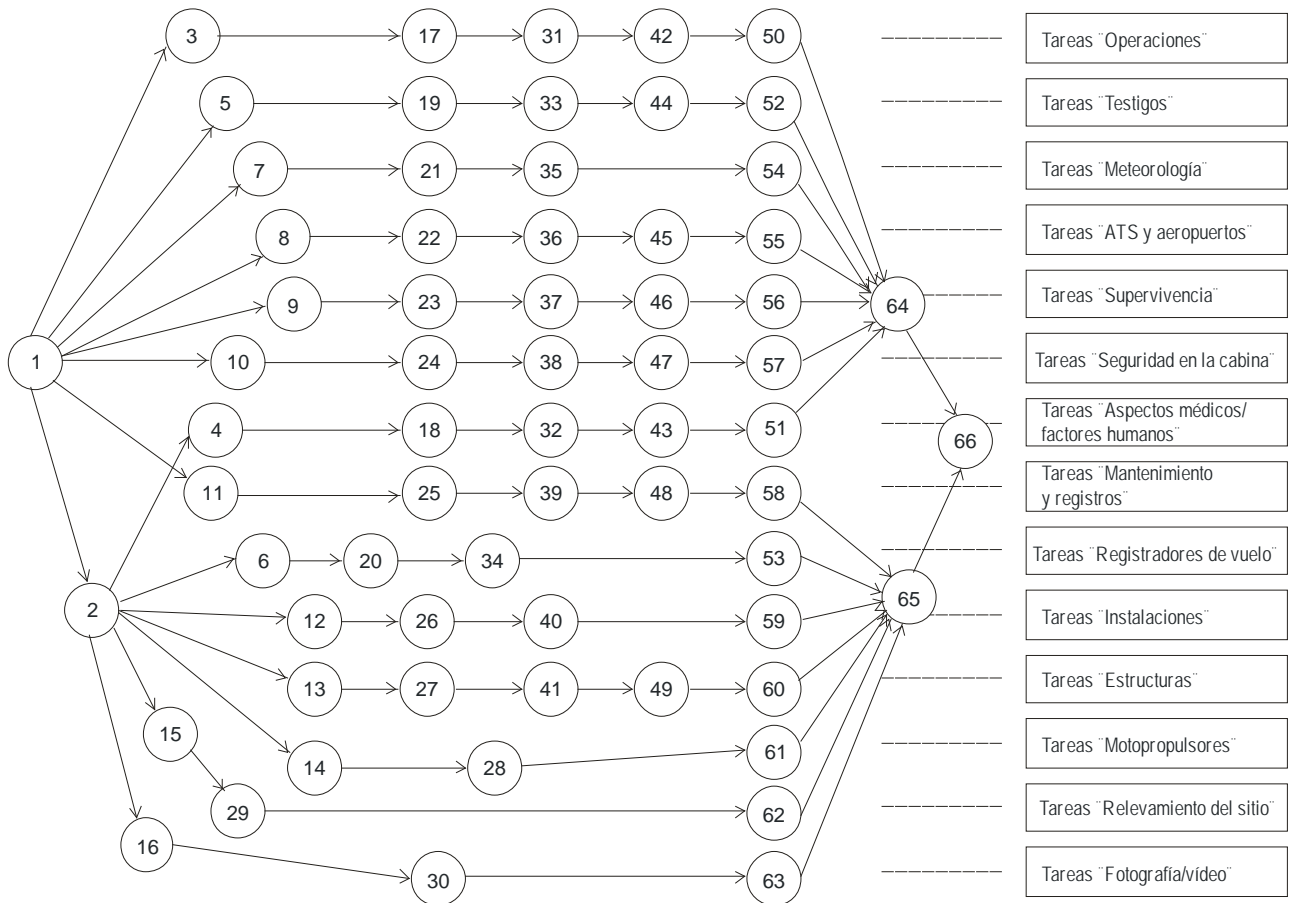 3 17 31 42 50 Tareas ¨Operaciones¨
5 19 33 44 52 Tareas ¨Testigos¨
7 21 35 54 Tareas ¨Meteorología¨
8 22 36 45 55 Tareas ¨ATS y aeropuertos¨
9 23 37 46 56 64 Tareas ¨Supervivencia¨
1 10 24 38 47 57 Tareas ¨Seguridad en la cabina¨
4 18 32 43 51 66 Tareas ¨Aspectos médicos/
factores humanos¨
11 25 39 48 58 Tareas ¨Mantenimiento
y registros¨
6 20 34 53 Tareas ¨Registradores de vuelo¨
2 12 26 40 59 65 Tareas ¨Instalaciones¨
13 27 41 49 60 Tareas ¨Estructuras¨
15 14 28 61 Tareas ¨Motopropulsores¨
29 62 Tareas ¨Relevamiento del sitio¨
16 30 63 Tareas ¨Fotografía/vídeo¨